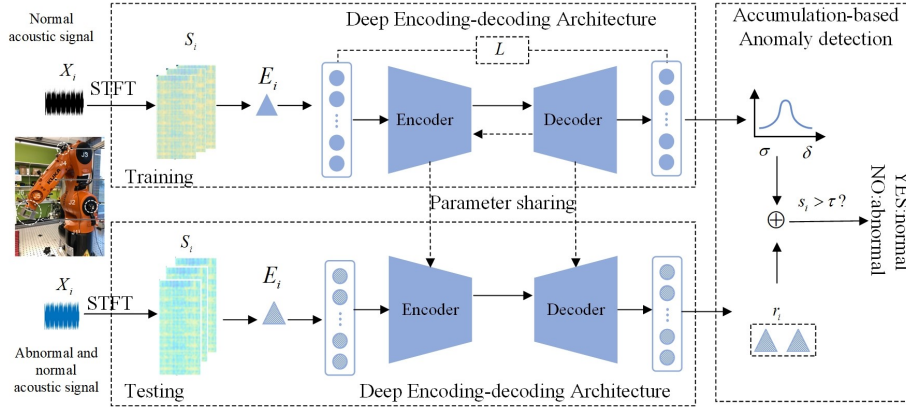 Normal
acoustic signal
X_i
STFT
S_i
E_i
Deep Encoding-decoding Architecture
L
Encoder
Decoder
Training
Accumulation-based
Anomaly detection
σ
δ
Parameter sharing
s_i > τ ?
YES:normal
NO:abnormal
X_i
STFT
Abnormal and
normal
acoustic signal
S_i
E_i
Encoder
Decoder
r_i
Testing
Deep Encoding-decoding Architecture